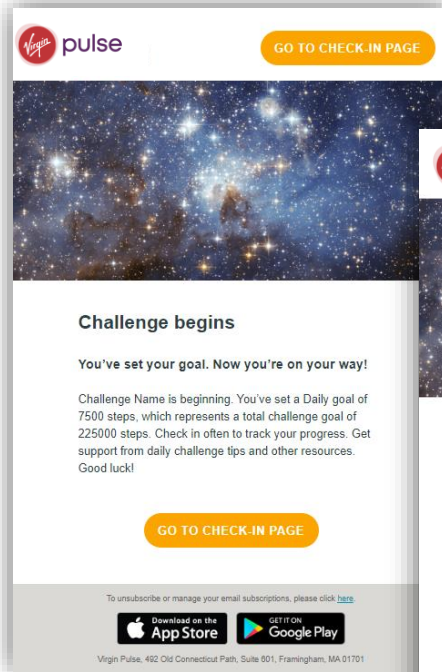 Virgin pulse
GO TO CHECK-IN PAGE
Challenge begins
You've set your goal. Now you're on your way!
Challenge Name is beginning. You've set a Daily goal of
7500 steps, which represents a total challenge goal of
225000 steps. Check in often to track your progress. Get
support from daily challenge tips and other resources.
Good luck!
GO TO CHECK-IN PAGE
To unsubscribe or manage your email subscriptions, please click here.
Download on the
App Store
GET IT ON
Google Play
Virgin Pulse, 492 Old Connecticut Path, Suite 601, Framingham, MA 01701